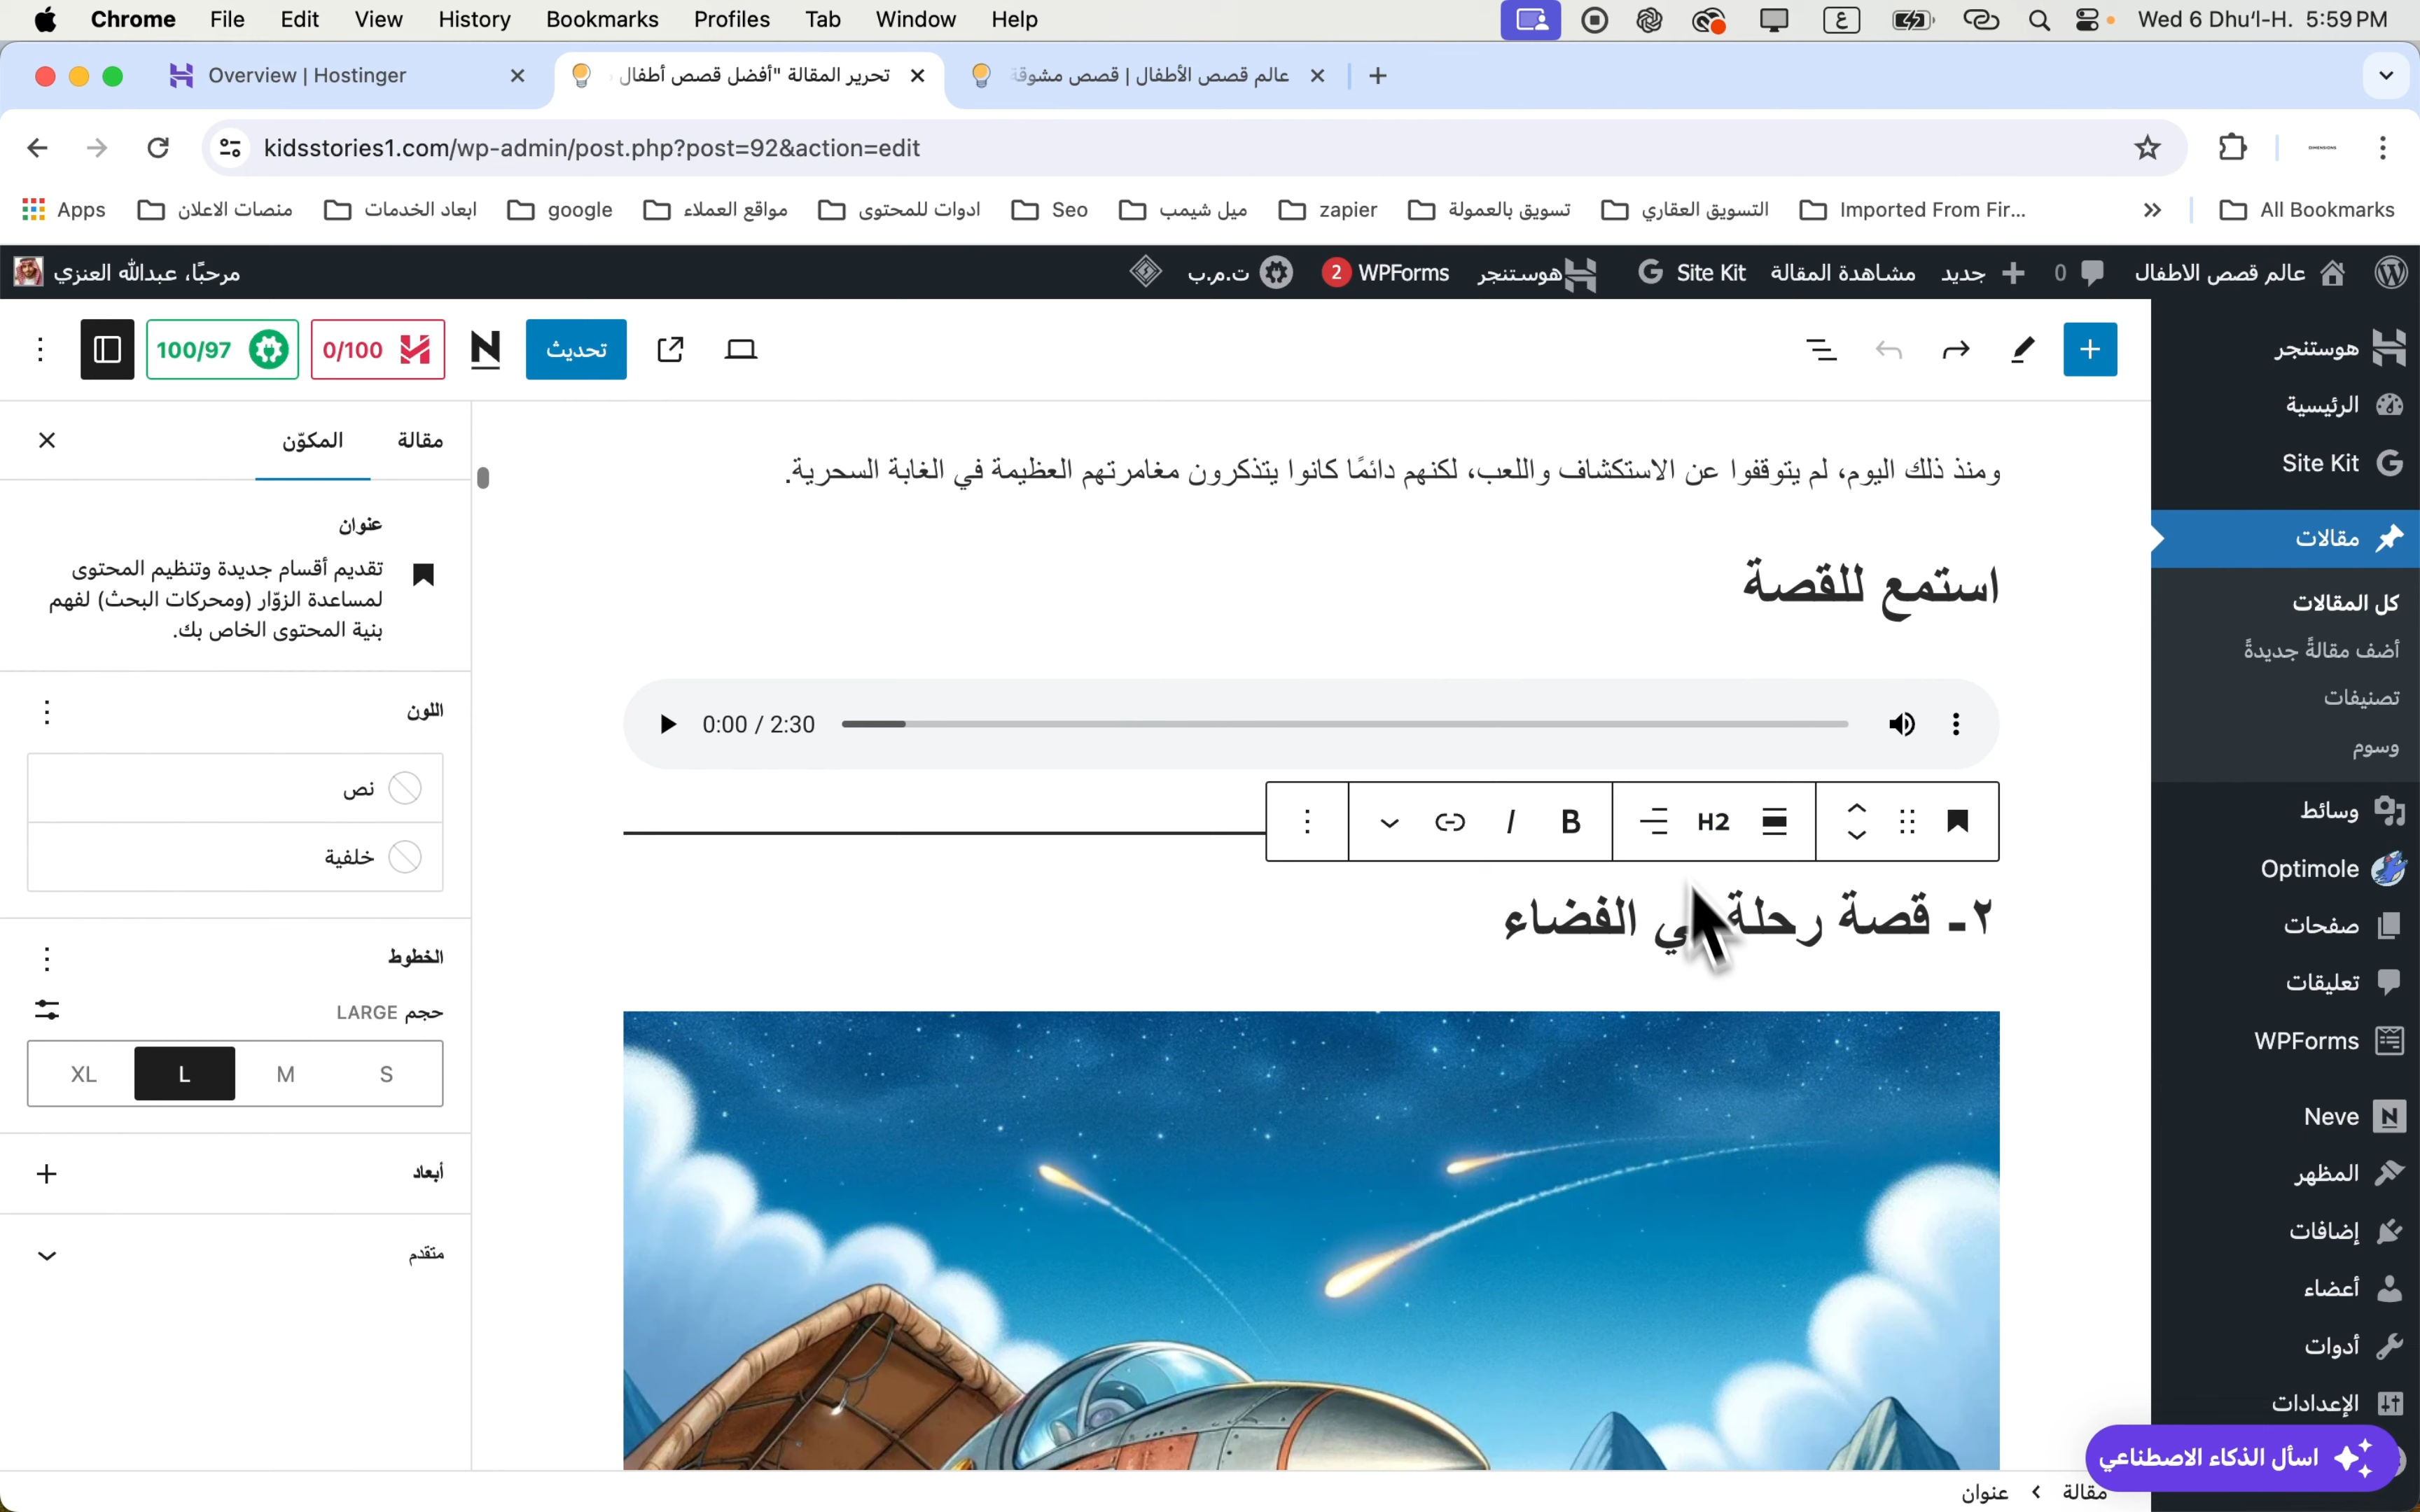 Chrome File Edit View History Bookmarks Profiles Tab Window Help
ع
Wed 6 Dhuʻl-H. 5:59 PM
Overview | Hostinger
تحرير المقالة "أفضل قصص أطفال
عالم قصص الأطفال | قصص مشوقة
kidsstories1.com/wp-admin/post.php?post=92&action=edit
DIMENSIONS
Apps
منصات الاعلان
ابعاد الخدمات
google
مواقع العملاء
ادوات للمحتوى
Seo
ميل شيمب
zapier
تسويق بالعمولة
التسويق العقاري
Imported From Fir...
All Bookmarks
عالم قصص الاطفال
0
جديد
مشاهدة المقالة
Site Kit
هوستنجر
WPForms 2
ت.م.ب
مرحبًا، عبدالله العنزي
هوستنجر
الرئيسية
Site Kit
مقالات
كل المقالات
أضف مقالةً جديدةً
تصنيفات
وسوم
وسائط
Optimole
صفحات
تعليقات
WPForms
Neve
المظهر
إضافات
أعضاء
أدوات
الإعدادات
اسأل الذكاء الاصطناعي
تحديث
0/100
100/97
ومنذ ذلك اليوم، لم يتوقفوا عن الاستكشاف واللعب، لكنهم دائمًا كانوا يتذكرون مغامرتهم العظيمة في الغابة السحرية.
استمع للقصة
0:00 / 2:30
H2
B
I
٢- قصة رحلة في الفضاء
مقالة
المكوّن
عنوان
تقديم أقسام جديدة وتنظيم المحتوى
لمساعدة الزوّار (ومحركات البحث) لفهم
بنية المحتوى الخاص بك.
اللون
نص
خلفية
الخطوط
حجم LARGE
XL L M S
أبعاد
متقدم
مقالة
عنوان